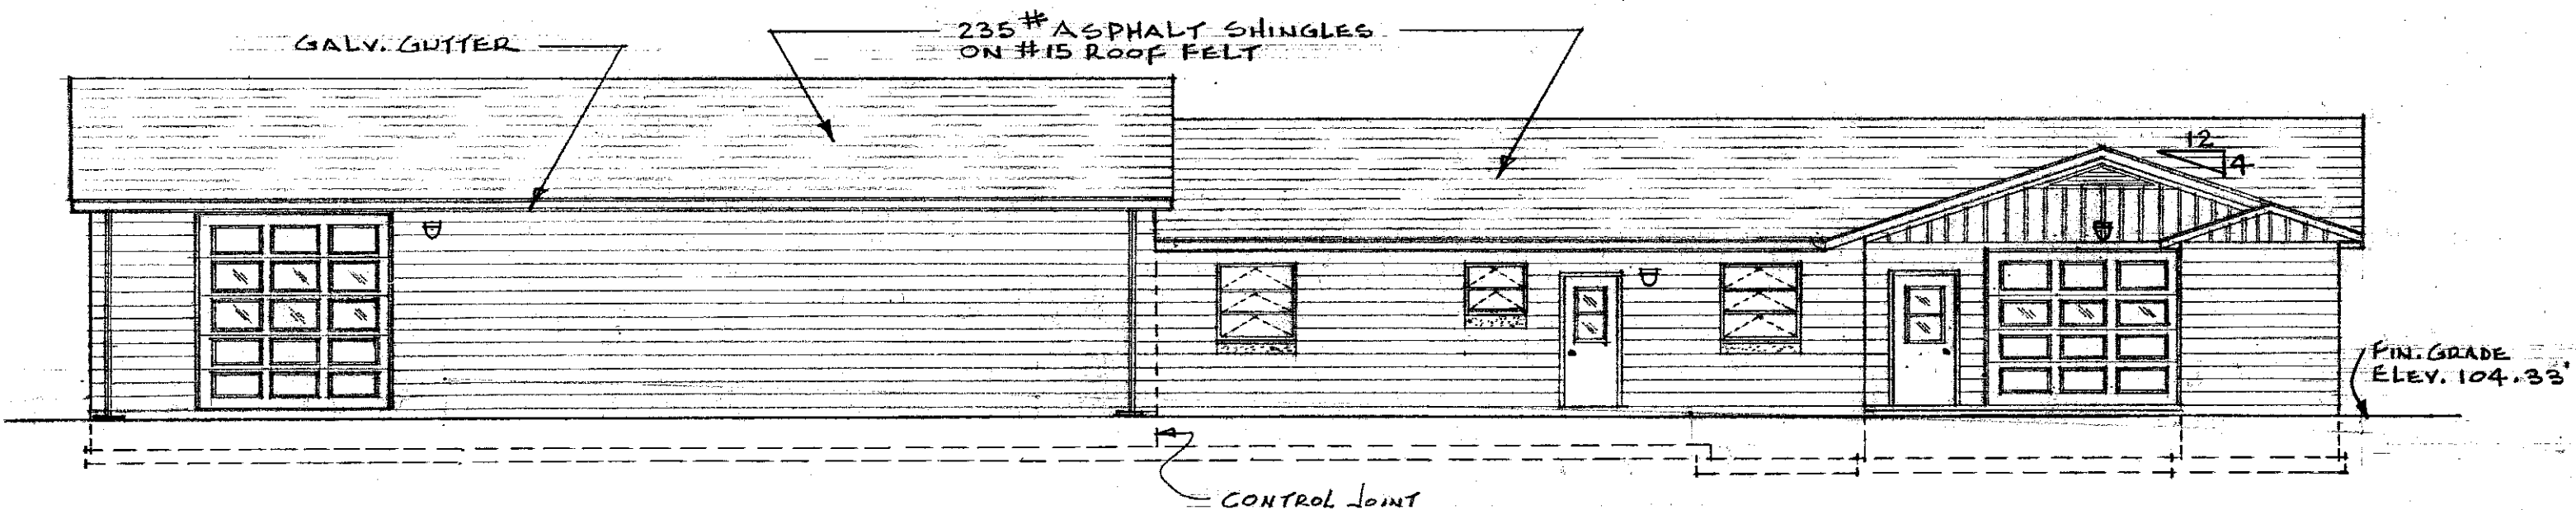 GALV. GUTTER
235# ASPHALT SHINGLES
ON #15 ROOF FELT
12
4
FIN. GRADE
ELEV. 104.33'
CONTROL JOINT